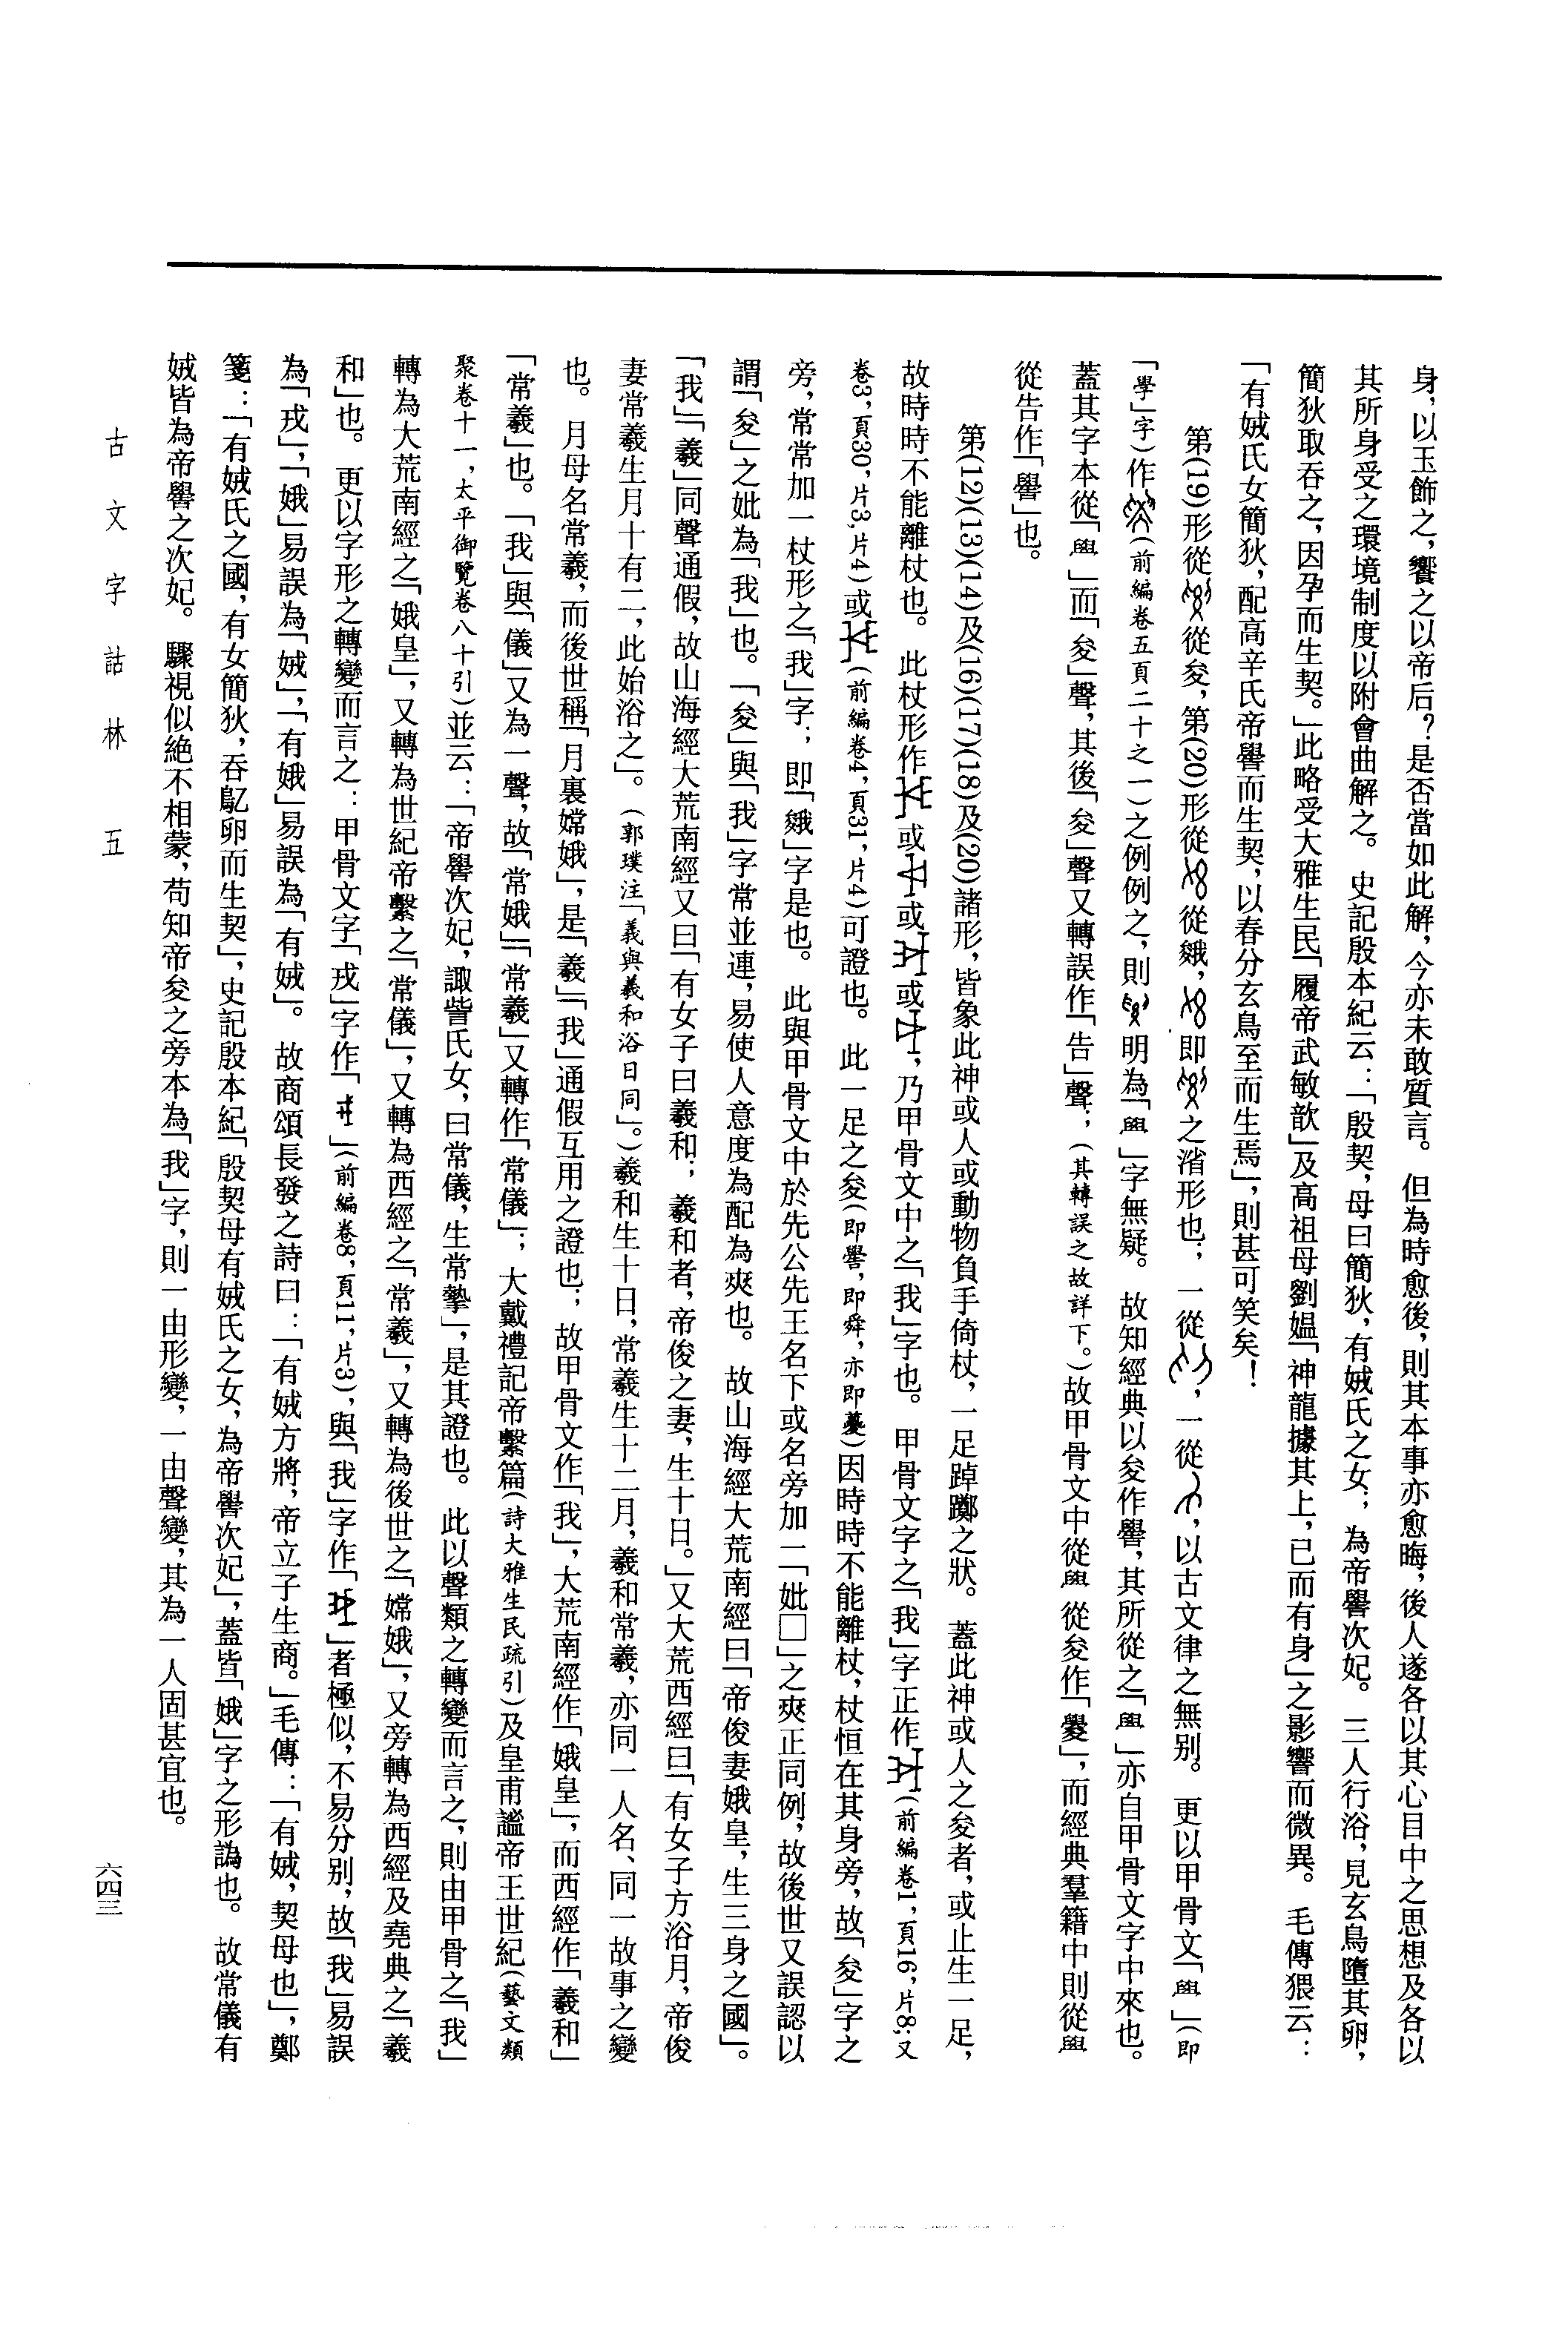 身，以玉飾之，饗之以帝后？是否當如此解，今亦未敢質言。但為時愈後，則其本事亦愈晦，後人遂各以其心目中之思想及各以
其所身受之環境制度以附會曲解之。史記殷本紀云：「殷契，母曰簡狄，有娀氏之女；為帝嚳次妃。三人行浴，見玄鳥墮其卵，
簡狄取吞之，因孕而生契。」此略受大雅生民「履帝武敏歆」及高祖母劉媼「神龍據其上，已而有身」之影響而微異。毛傳猥云：
「有娀氏女簡狄，配高辛氏帝嚳而生契，以春分玄鳥至而生焉」，則甚可笑矣！
第(19)形從從夋，第(20)形從從䳘，即之渻形也；一從，一從，以古文律之無別。更以甲骨文「𦥯」（即
「學」字）作（前編卷五頁二十之一）之例例之，則明為「𦥯」字無疑。故知經典以夋作嚳，其所從之「𦥯」亦自甲骨文字中來也。
蓋其字本從「𦥯」而「夋」聲，其後「夋」聲又轉誤作「告」聲；（其轉誤之故詳下。）故甲骨文中從𦥯從夋作「」，而經典羣籍中則從𦥯
從告作「嚳」也。
第(12)(13)(14)及(16)(17)(18)及(20)諸形，皆象此神或人或動物負手倚杖，一足踔躑之狀。蓋此神或人之夋者，或止生一足，
故時時不能離杖也。此杖形作或或或，乃甲骨文中之「我」字也。甲骨文字之「我」字正作（前編卷1，頁16，片8；又
卷3，頁30，片3，片4）或（前編卷4，頁31，片4）可證也。此一足之夋（即嚳，即舜，亦即夔）因時時不能離杖，杖恒在其身旁，故「夋」字之
旁，常常加一杖形之「我」字；即「」字是也。此與甲骨文中於先公先王名下或名旁加一「妣□」之奭正同例，故後世又誤認以
謂「夋」之妣為「我」也。「夋」與「我」字常並連，易使人意度為配為奭也。故山海經大荒南經曰「帝俊妻娥皇，生三身之國」。
「我」「羲」同聲通假，故山海經大荒南經又曰「有女子曰羲和；羲和者，帝俊之妻，生十日。」又大荒西經曰「有女子方浴月，帝俊
妻常羲生月十有二，此始浴之」。（郭璞注「義與羲和浴日同」。）羲和生十日，常羲生十二月，羲和常羲，亦同一人名、同一故事之變
也。月母名常羲，而後世稱「月裏嫦娥」，是「羲」「我」通假互用之證也；故甲骨文作「我」，大荒南經作「娥皇」，而西經作「羲和」
「常羲」也。「我」與「儀」又為一聲，故「常娥」「常羲」又轉作「常儀」；大戴禮記帝繫篇（詩大雅生民疏引）及皇甫謐帝王世紀（藝文類
聚卷十一，太平御覽卷八十引）並云：「帝嚳次妃，諏訾氏女，曰常儀，生常摯」，是其證也。此以聲類之轉變而言之，則由甲骨之「我」
轉為大荒南經之「娥皇」，又轉為世紀帝繫之「常儀」，又轉為西經之「常羲」，又轉為後世之「嫦娥」，又旁轉為西經及堯典之「羲
和」也。更以字形之轉變而言之：甲骨文字「戎」字作「」（前編卷8，頁11，片3），與「我」字作「」者極似，不易分別，故「我」易誤
為「戎」，「娥」易誤為「娀」，「有娥」易誤為「有娀」。故商頌長發之詩曰：「有娀方將，帝立子生商。」毛傳：「有娀，契母也」，鄭
箋：「有娀氏之國，有女簡狄，吞鳦卵而生契」，史記殷本紀「殷契母有娀氏之女，為帝嚳次妃」，蓋皆「娥」字之形譌也。故常儀有
娀皆為帝嚳之次妃。驟視似絕不相蒙，苟知帝夋之旁本為「我」字，則一由形變，一由聲變，其為一人固甚宜也。
古文字詁林　五
六四三